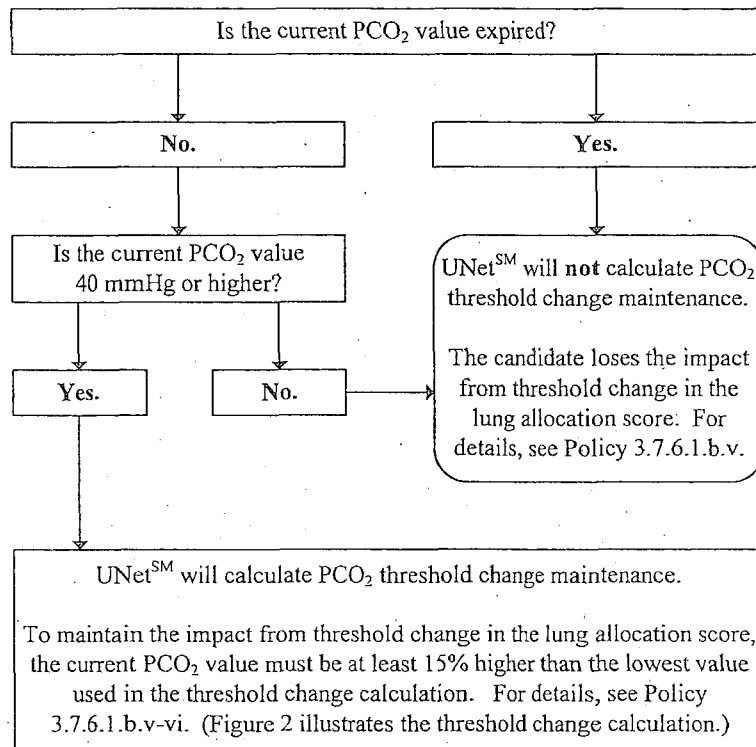 Is the current PCO₂ value expired?
No.
Yes.
Is the current PCO₂ value
40 mmHg or higher?
UNet℠ will not calculate PCO₂
threshold change maintenance.
The candidate loses the impact
from threshold change in the
lung allocation score: For
details, see Policy 3.7.6.1.b.v.
Yes.
No.
UNet℠ will calculate PCO₂ threshold change maintenance.
To maintain the impact from threshold change in the lung allocation score,
the current PCO₂ value must be at least 15% higher than the lowest value
used in the threshold change calculation. For details, see Policy
3.7.6.1.b.v-vi. (Figure 2 illustrates the threshold change calculation.)